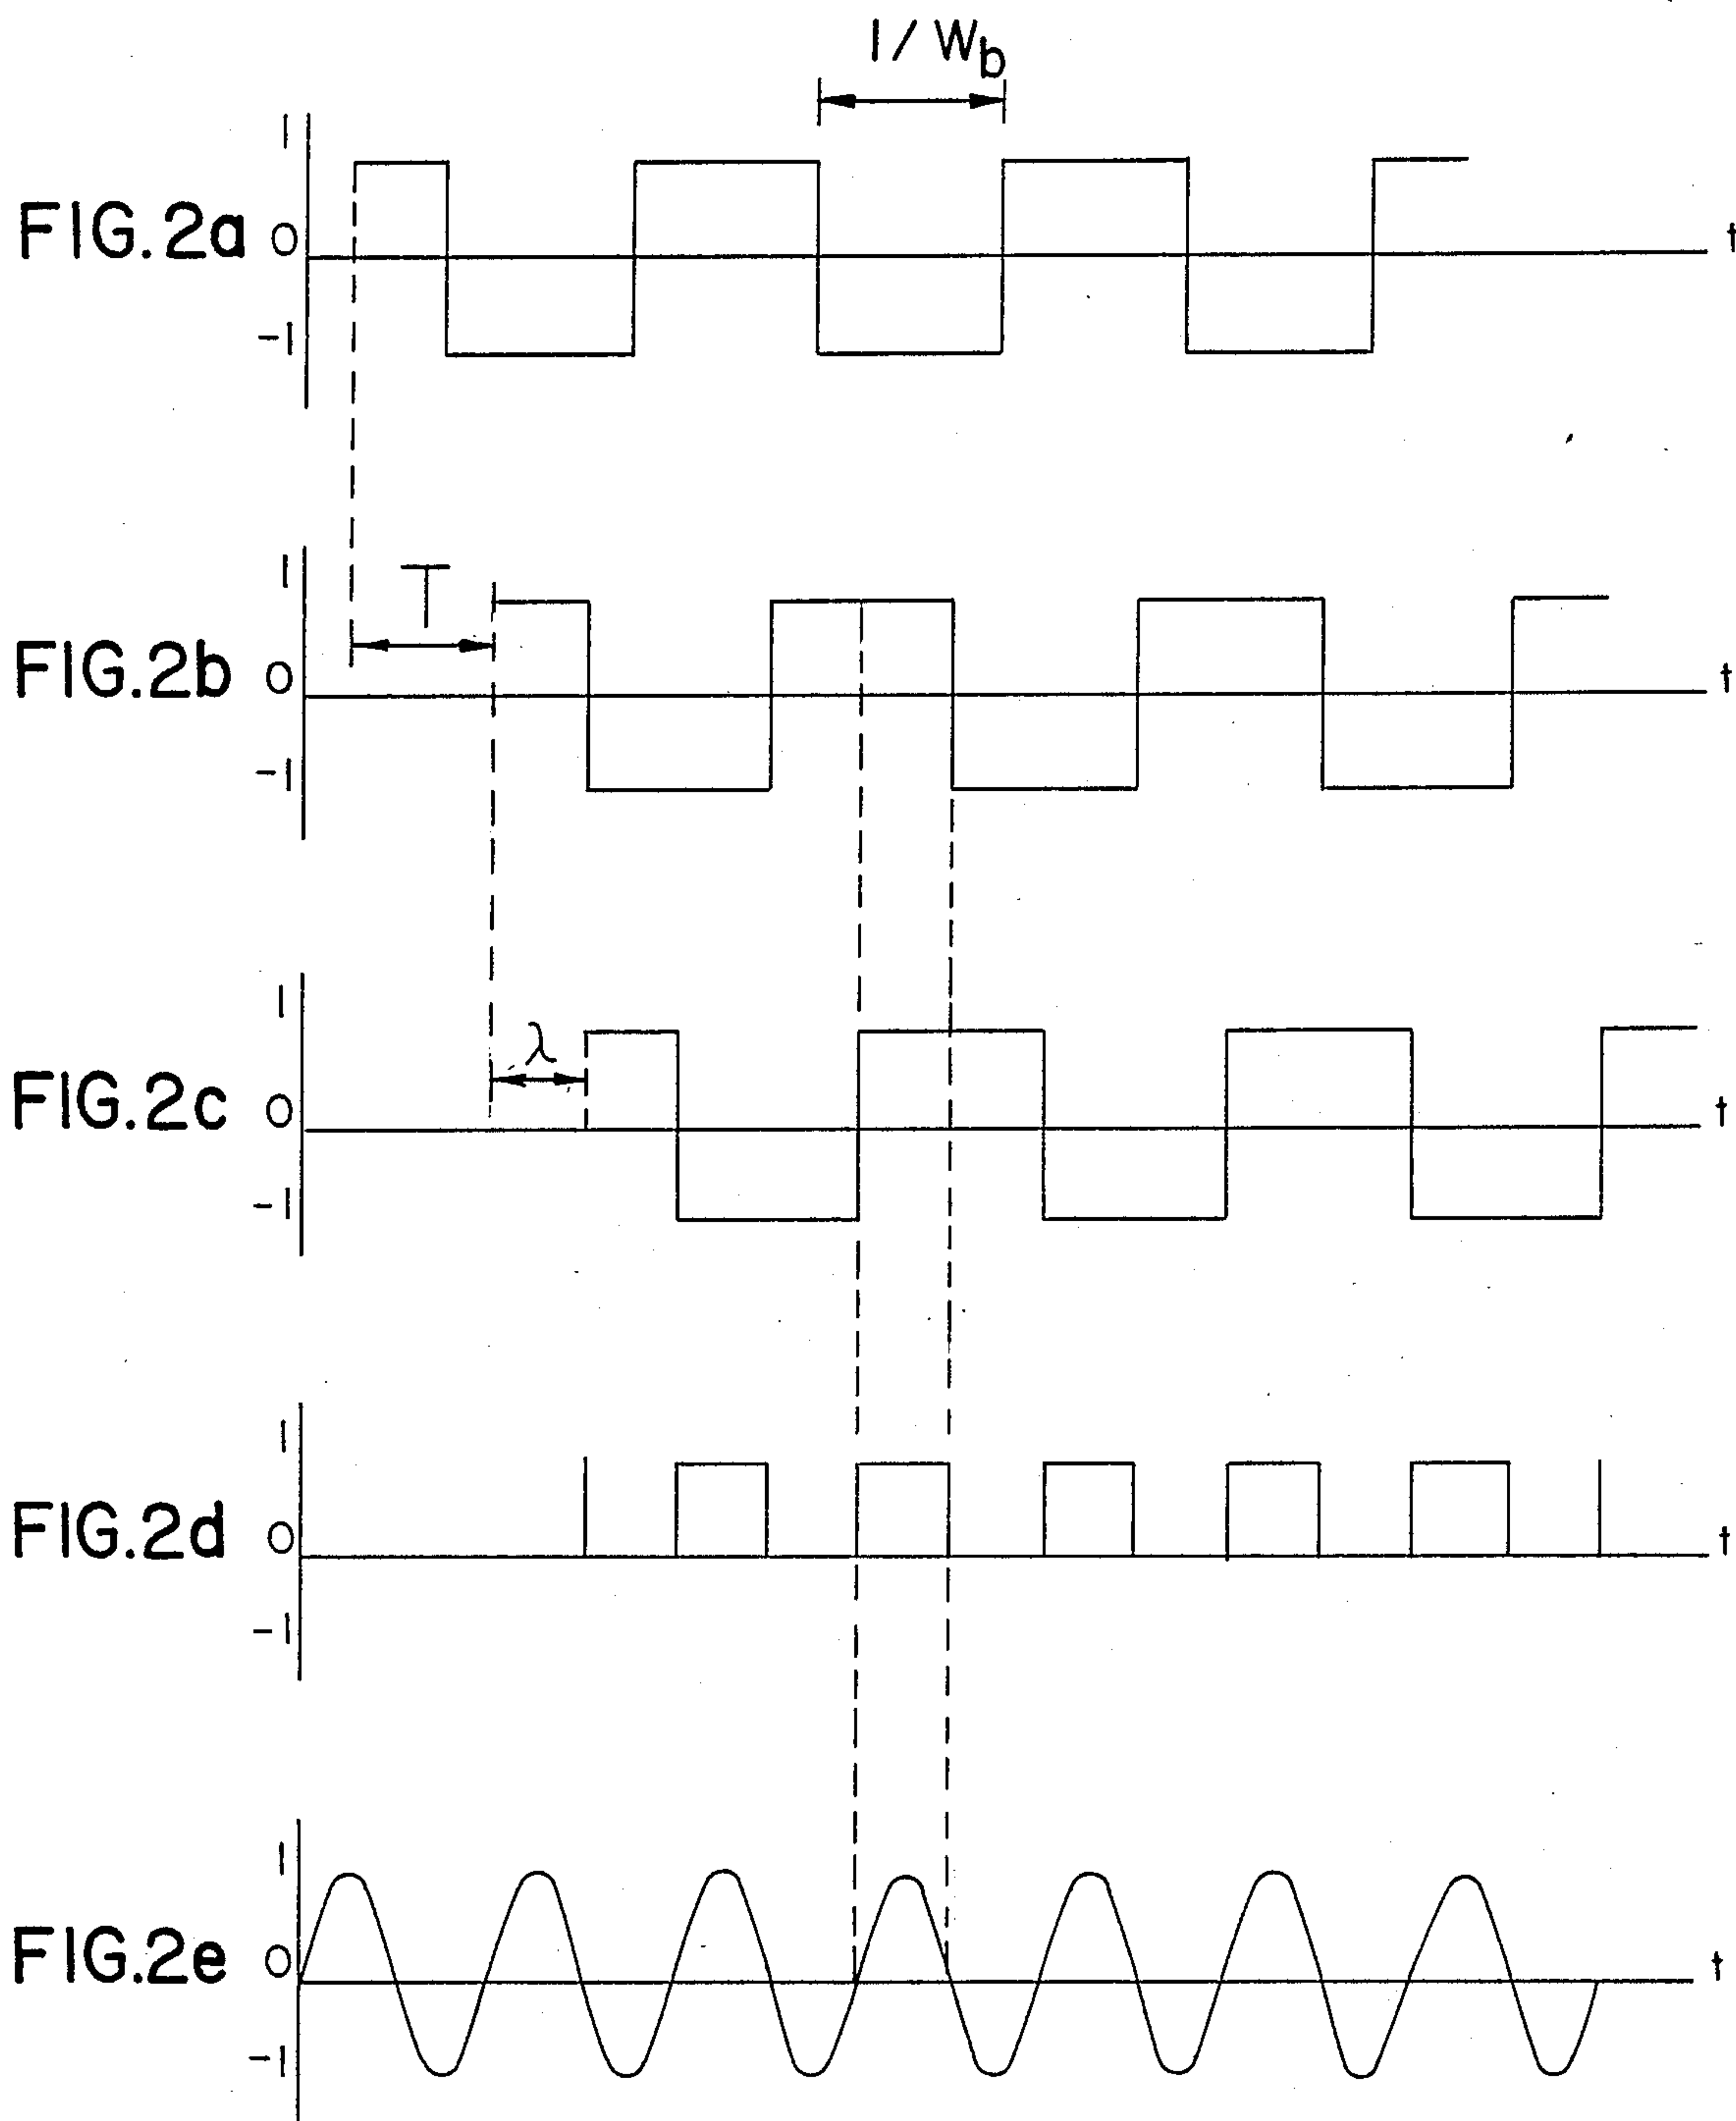 1/Wb
1
FIG.2a 0 t
-1
1 T
FIG.2b 0 t
-1
1 λ
FIG.2c 0 t
-1
1
FIG.2d 0 t
-1
1
FIG.2e 0 t
-1